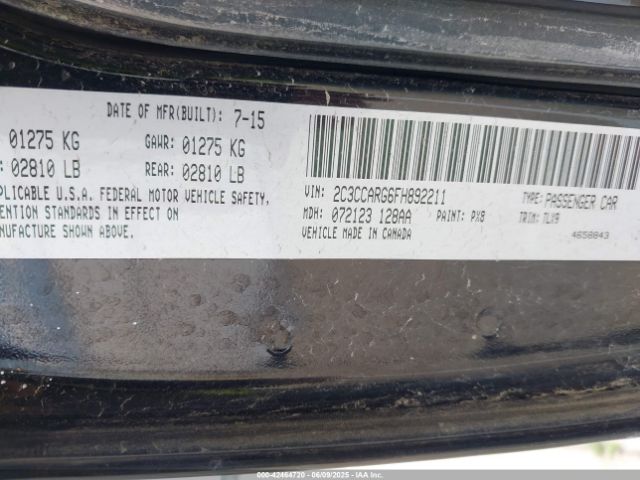 DATE OF MFR(BUILT): 7-15
01275 KG GAWR: 01275 KG
02810 LB REAR: 02810 LB
PLICABLE U.S.A. FEDERAL MOTOR VEHICLE SAFETY,
ENTION STANDARDS IN EFFECT ON
NUFACTURE SHOWN ABOVE.
VIN: 2C3CCARG6FH892211 TYPE: PASSENGER CAR
MDH: 072123 128AA PAINT: PX8 TRIM: TLX9
VEHICLE MADE IN CANADA 4658843
000-42464720 - 06/09/2025 - IAA Inc.